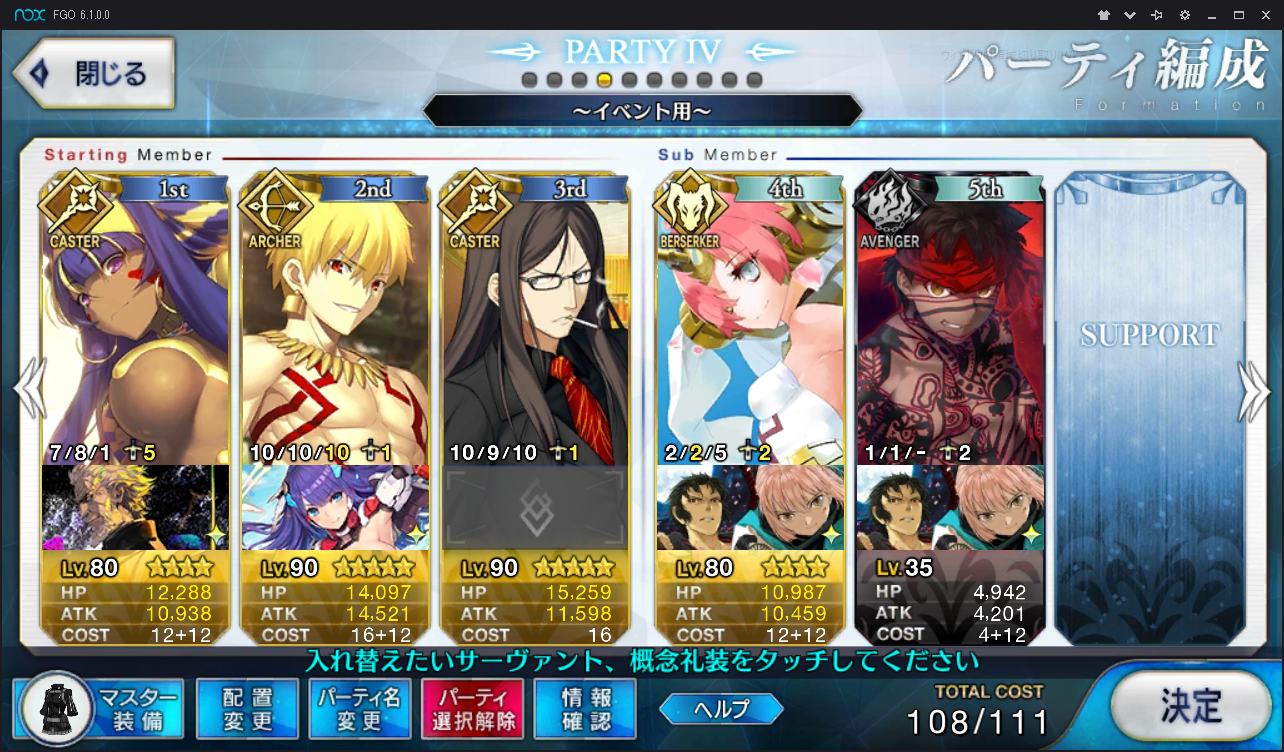 nox FGO 6.1.0.0
閉じる
PARTY IV
パーティ編成
Formation
～イベント用～
Starting Member
Sub Member
1st
CASTER
7/8/1 5
Lv.80
HP 12,288
ATK 10,938
COST 12+12
2nd
ARCHER
10/10/10 1
Lv.90
HP 14,097
ATK 14,521
COST 16+12
3rd
CASTER
10/9/10 1
Lv.90
HP 15,259
ATK 11,598
COST 16
4th
BERSERKER
2/2/5 2
Lv.80
HP 10,987
ATK 10,459
COST 12+12
5th
AVENGER
1/1/- 2
Lv.35
HP 4,942
ATK 4,201
COST 4+12
SUPPORT
入れ替えたいサーヴァント、概念礼装をタッチしてください
マスター
装備
配置
変更
パーティ名
変更
パーティ
選択解除
情報
確認
ヘルプ
TOTAL COST
108/111
決定